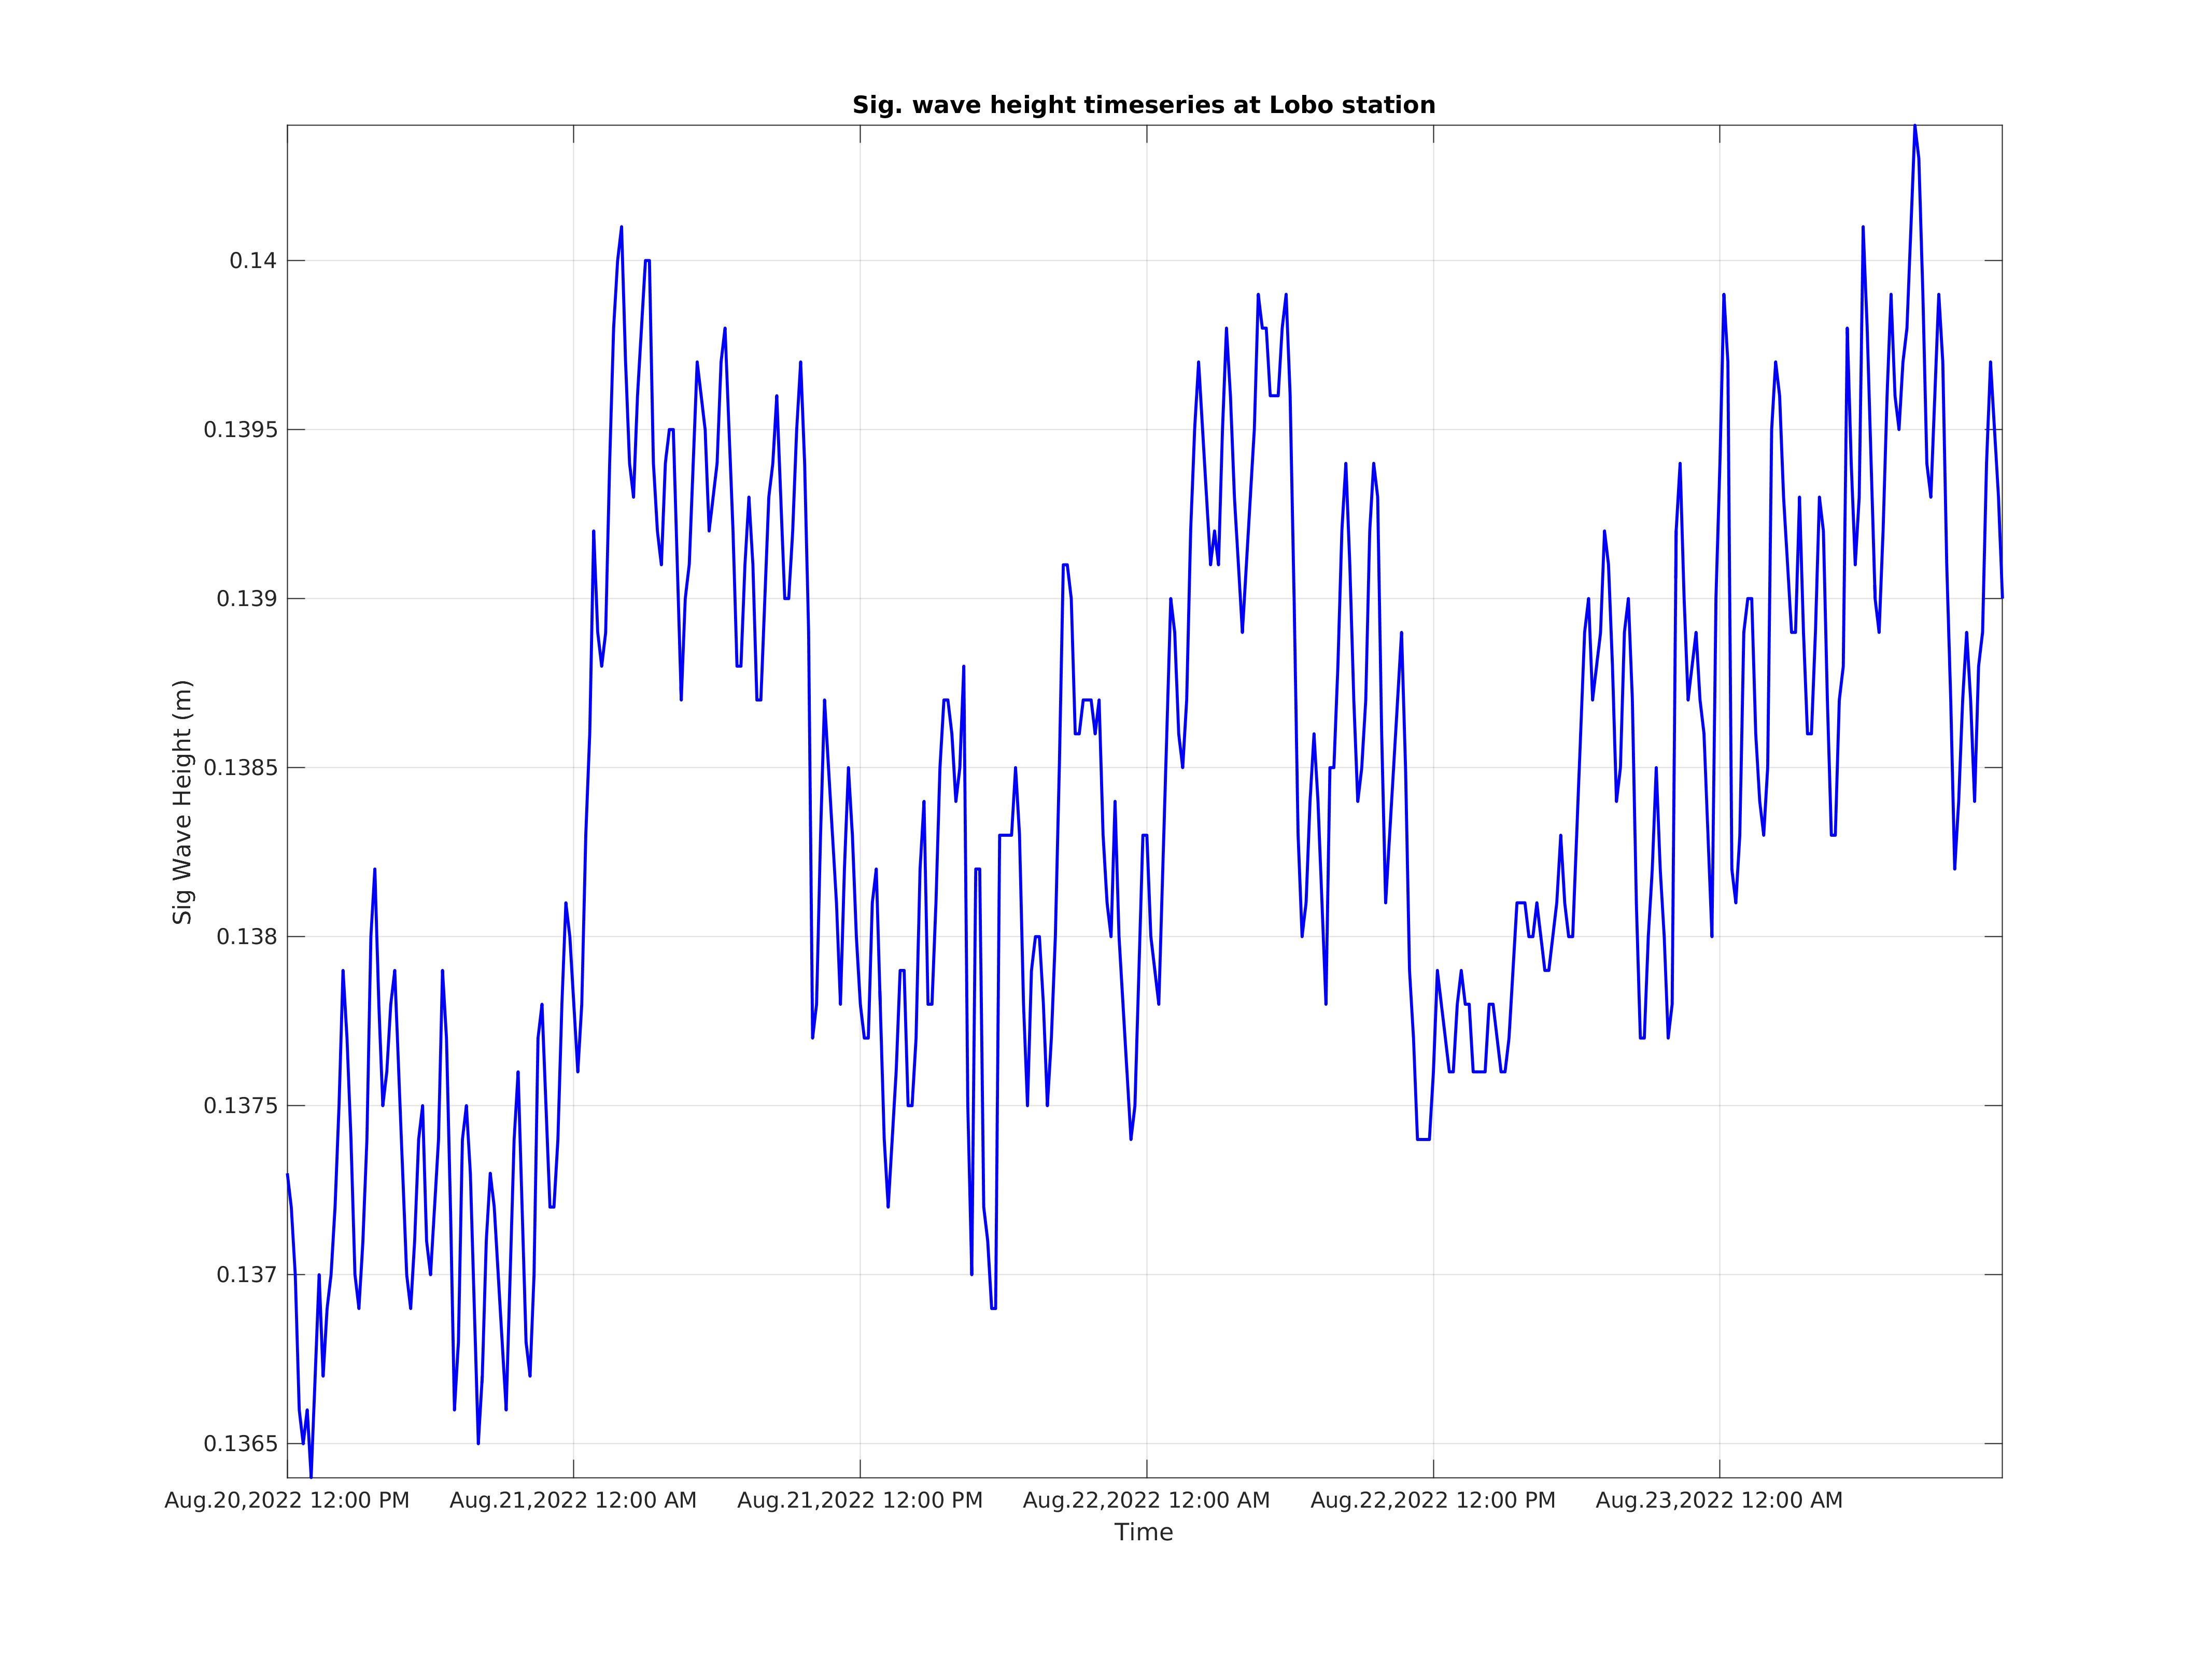 Sig. wave height timeseries at Lobo station
Sig Wave Height (m)
0.14
0.1395
0.139
0.1385
0.138
0.1375
0.137
0.1365
Aug.20,2022 12:00 PM Aug.21,2022 12:00 AM Aug.21,2022 12:00 PM Aug.22,2022 12:00 AM Aug.22,2022 12:00 PM Aug.23,2022 12:00 AM
Time